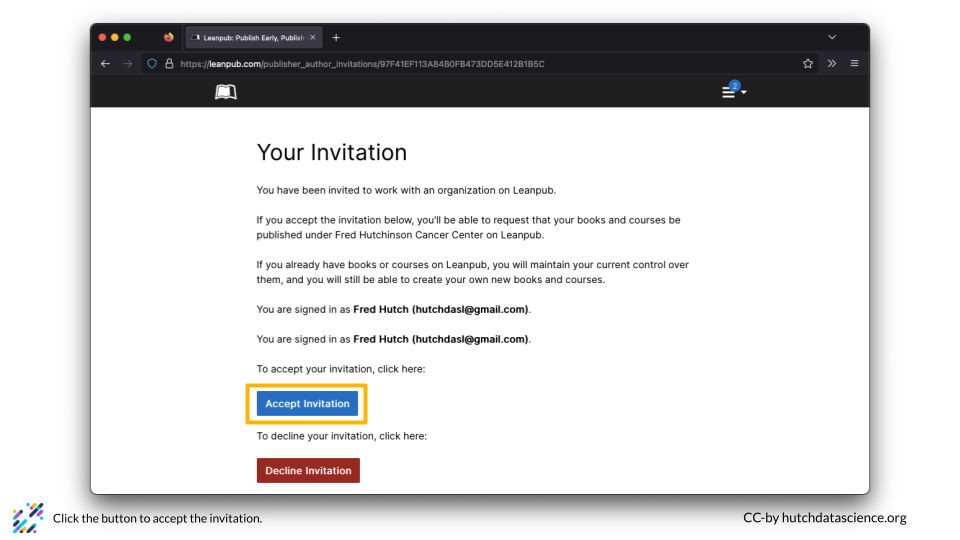 Leanpub: Publish Early, Publish
https://leanpub.com/publisher_author_invitations/97F41EF113A84B0FB473DD5E412B1B5C
2
Your Invitation
You have been invited to work with an organization on Leanpub.
If you accept the invitation below, you'll be able to request that your books and courses be
published under Fred Hutchinson Cancer Center on Leanpub.
If you already have books or courses on Leanpub, you will maintain your current control over
them, and you will still be able to create your own new books and courses.
You are signed in as Fred Hutch (hutchdasl@gmail.com).
You are signed in as Fred Hutch (hutchdasl@gmail.com).
To accept your invitation, click here:
Accept Invitation
To decline your invitation, click here:
Decline Invitation
Click the button to accept the invitation.
CC-by hutchdatascience.org